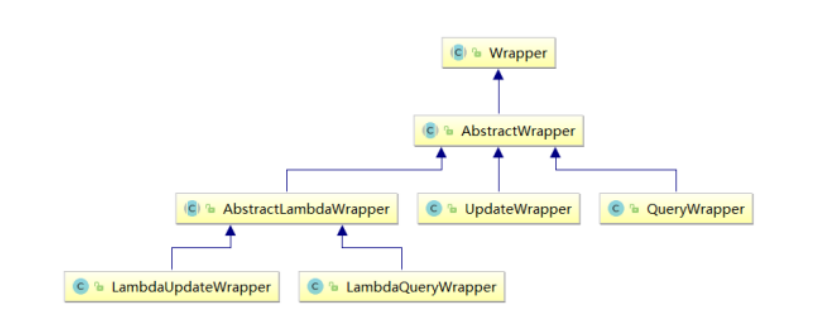 C Wrapper
C AbstractWrapper
C AbstractLambdaWrapper C UpdateWrapper C QueryWrapper
C LambdaUpdateWrapper C LambdaQueryWrapper